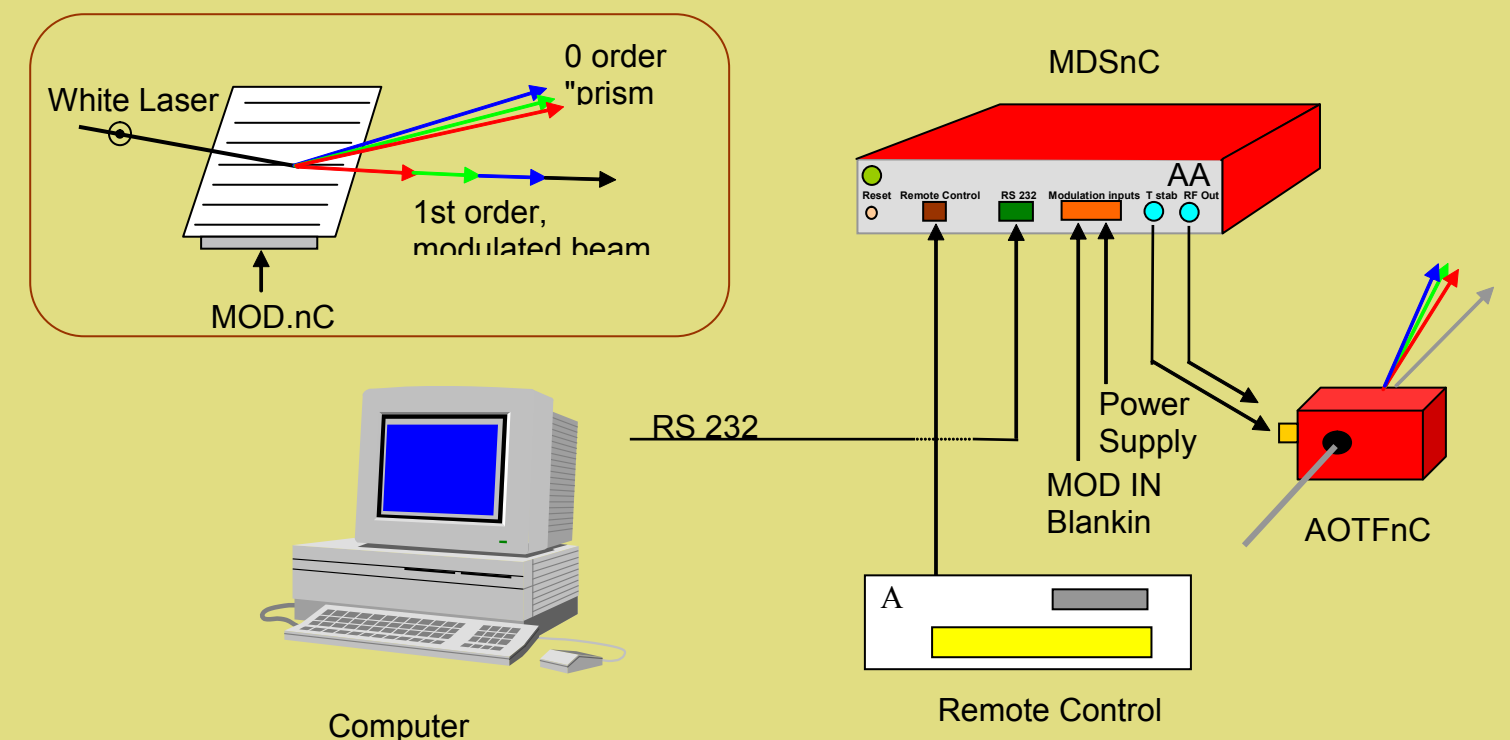 White Laser
0 order
"prism
1st order,
modulated beam
MOD.nC
MDSnC
AA
Reset Remote Control RS 232 Modulation inputs T stab RF Out
RS 232
Power
Supply
MOD IN
Blankin
AOTFnC
A
Remote Control
Computer